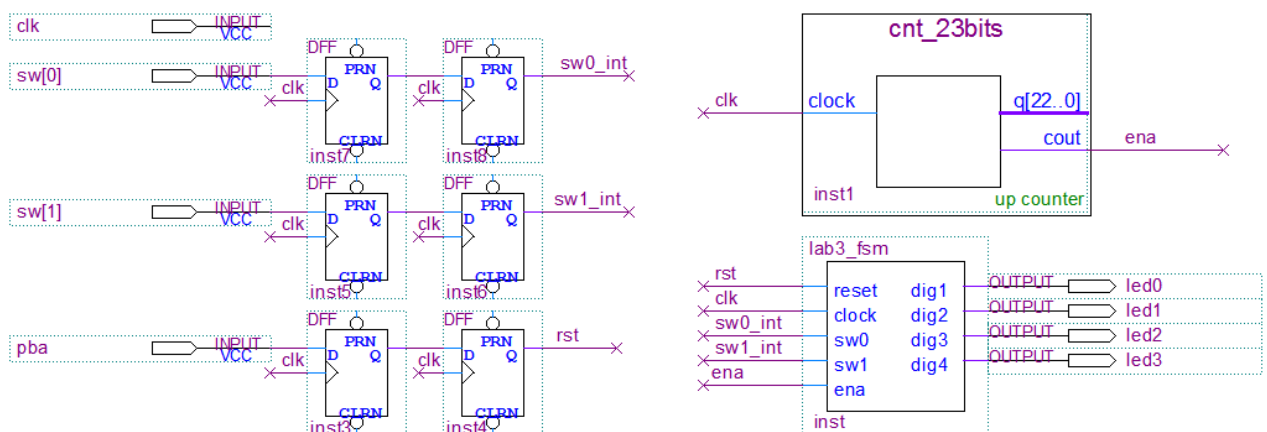 clk
INPUT
VCC
sw[0]
INPUT
VCC
DFF
PRN
D
Q
clk
CLRN
inst7
DFF
PRN
D
Q
clk
CLRN
inst8
sw0_int
sw[1]
INPUT
VCC
DFF
PRN
D
Q
clk
CLRN
inst5
DFF
PRN
D
Q
clk
CLRN
inst6
sw1_int
pba
INPUT
VCC
DFF
PRN
D
Q
clk
CLRN
inst3
DFF
PRN
D
Q
clk
CLRN
inst4
rst
cnt_23bits
clk
clock
q[22..0]
cout
ena
inst1
up counter
lab3_fsm
rst
reset
dig1
OUTPUT
led0
clk
clock
dig2
OUTPUT
led1
sw0_int
sw0
dig3
OUTPUT
led2
sw1_int
sw1
dig4
OUTPUT
led3
ena
ena
inst